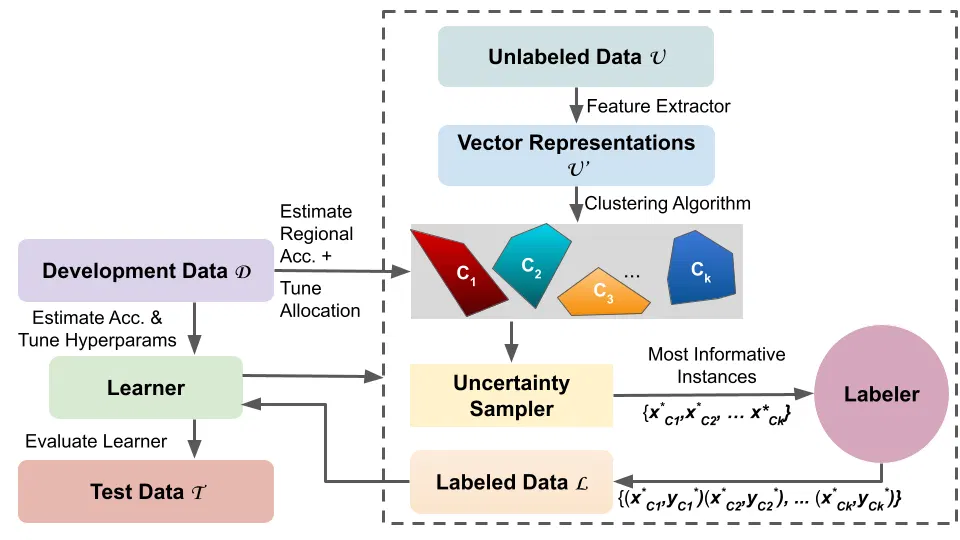 Unlabeled Data 𝒰
Feature Extractor
Vector Representations
𝒰’
Clustering Algorithm
Estimate
Regional
Acc. +
Tune
Allocation
C1
C2
C3
...
Ck
Development Data 𝒟
Estimate Acc. &
Tune Hyperparams
Learner
Uncertainty
Sampler
Most Informative
Instances
{x*C1,x*C2, ... x*Ck}
Labeler
Evaluate Learner
Test Data 𝒯
Labeled Data ℒ
{(x*C1,yC1*)(x*C2,yC2*), ... (x*Ck,yCk*)}